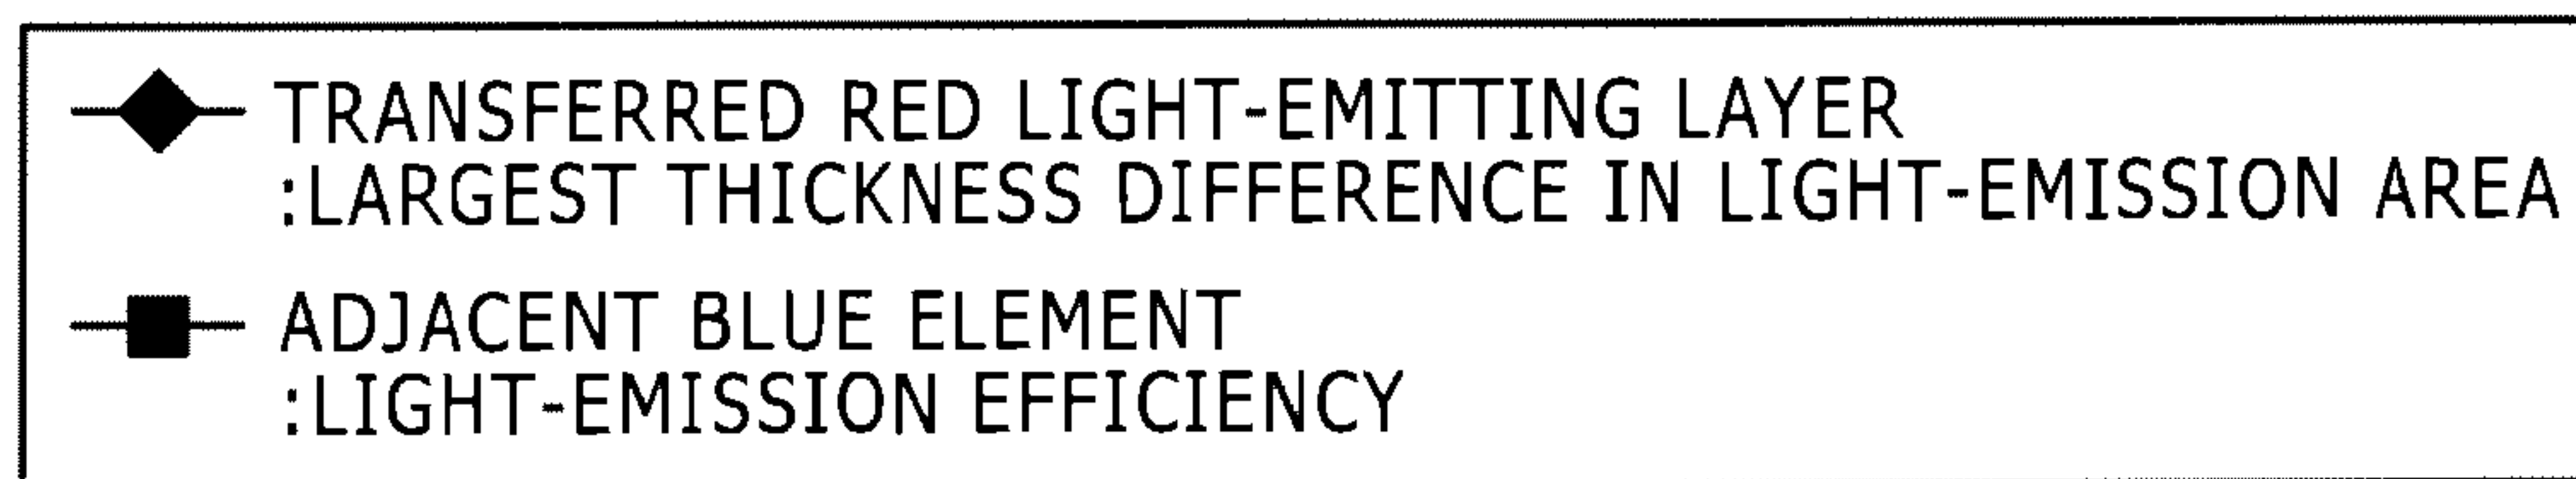 TRANSFERRED RED LIGHT-EMITTING LAYER
:LARGEST THICKNESS DIFFERENCE IN LIGHT-EMISSION AREA
ADJACENT BLUE ELEMENT
:LIGHT-EMISSION EFFICIENCY